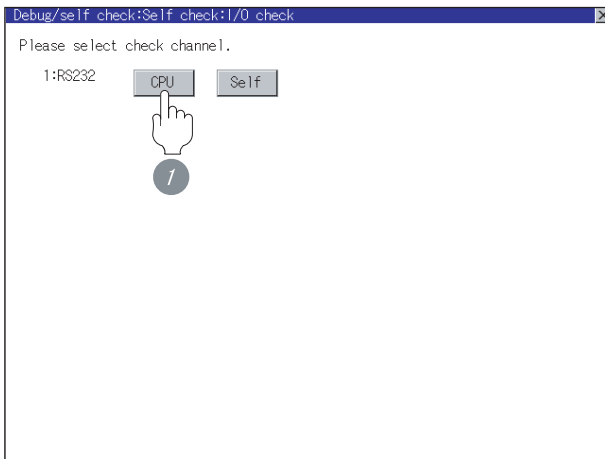 Debug/self check:Self check:I/O check
Please select check channel.
1:RS232 CPU Self
1